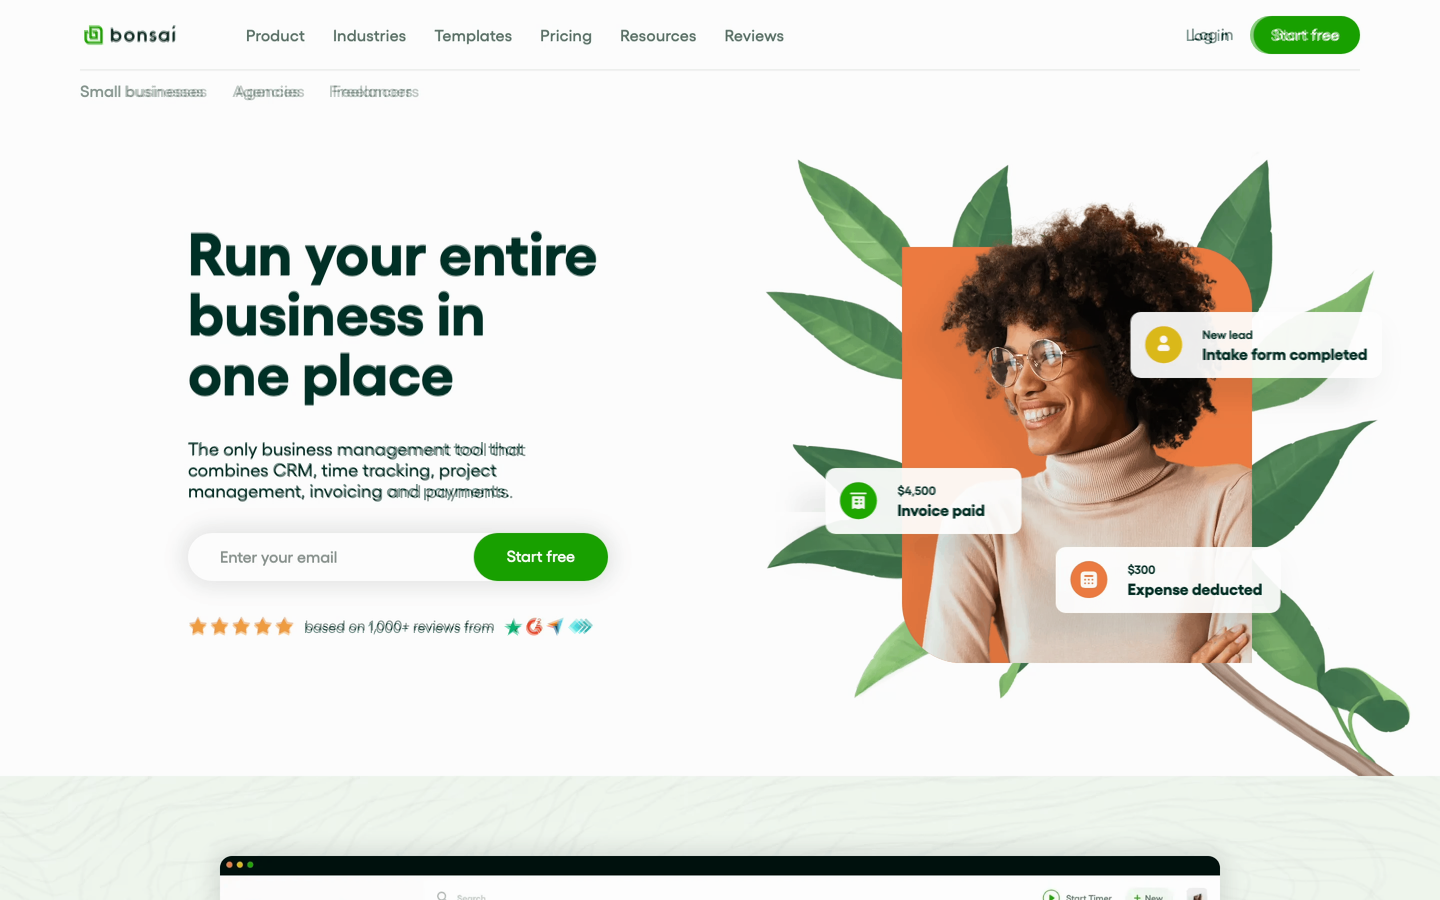 bonsai
Product Industries Templates Pricing Resources Reviews
Log in Start free
Small businesses Agencies Freelancers
Run your entire
business in
one place
The only business management tool that
combines CRM, time tracking, project
management, invoicing and payments.
Enter your email Start free
based on 1,000+ reviews from
New lead
Intake form completed
$4,500
Invoice paid
$300
Expense deducted
Search
Start Timer
+ New